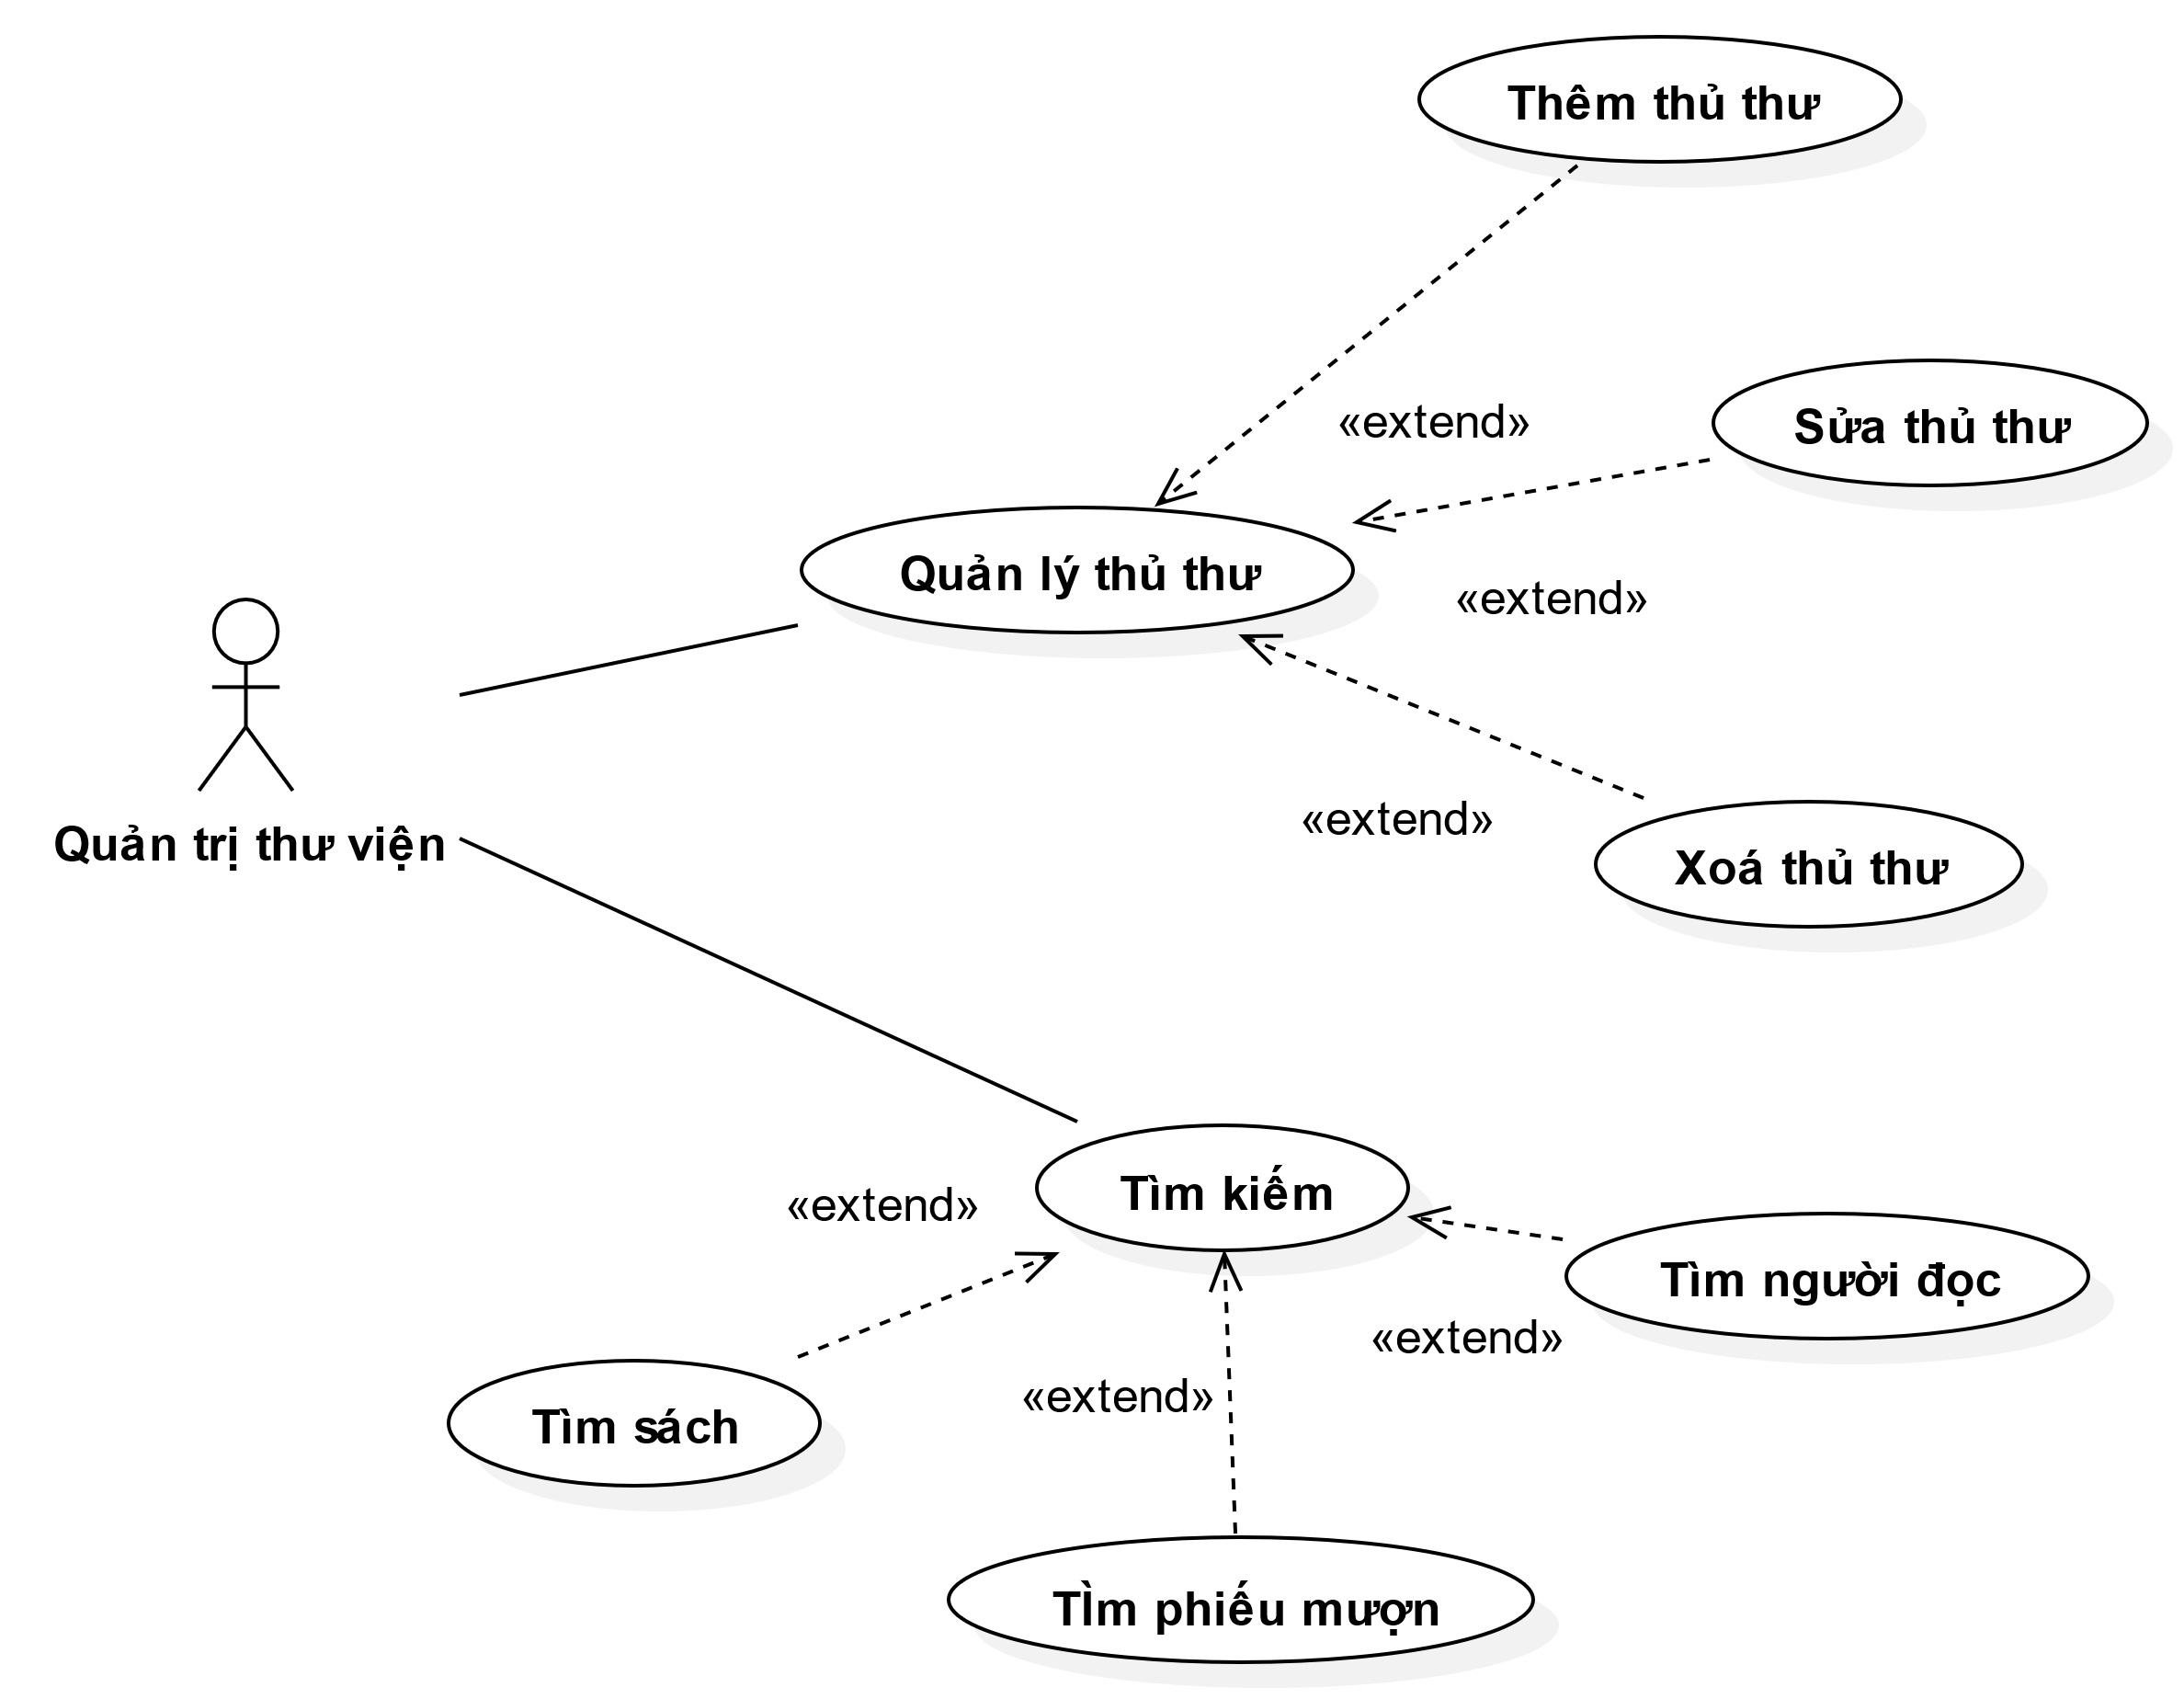 Thêm thủ thư
«extend»
Sửa thủ thư
Quản lý thủ thư
«extend»
«extend»
Quản trị thư viện
Xoá thủ thư
Tìm kiếm
«extend»
Tìm người đọc
«extend»
«extend»
Tìm sách
TÌm phiếu mượn